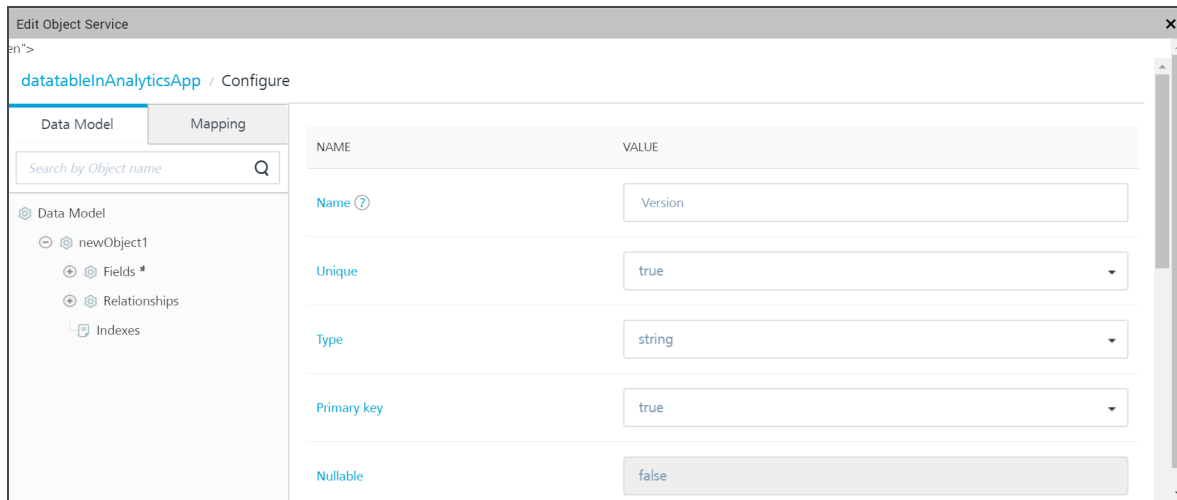 Edit Object Service
en">
datatableInAnalyticsApp / Configure
Data Model
Mapping
Search by Object name
Data Model
newObject1
Fields *
Relationships
Indexes
NAME VALUE
Name ? Version
Unique true
Type string
Primary key true
Nullable false